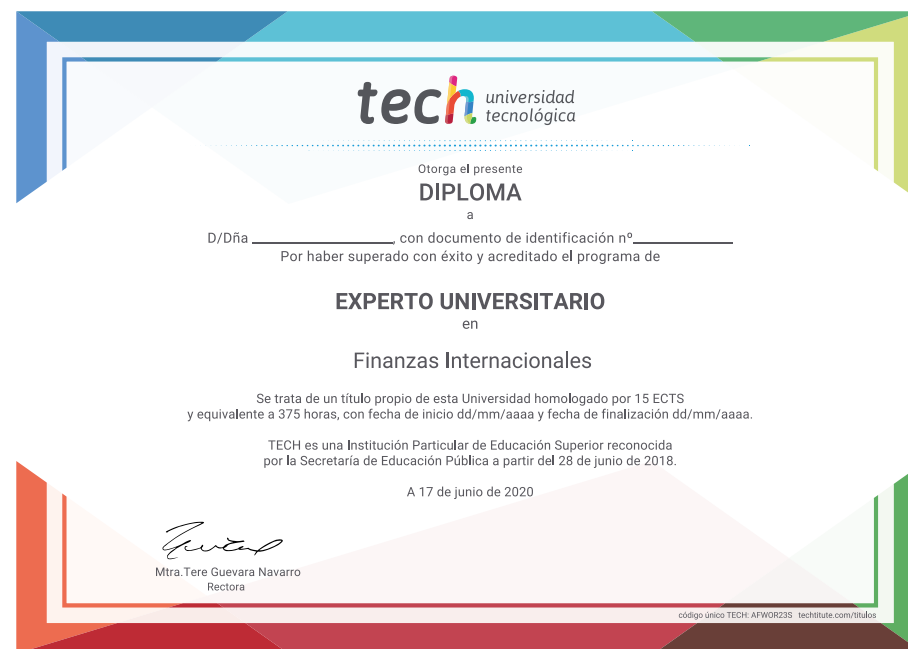 tech universidad
tecnológica
Otorga el presente
DIPLOMA
a
D/Dña ____________________, con documento de identificación nº______________
Por haber superado con éxito y acreditado el programa de
EXPERTO UNIVERSITARIO
en
Finanzas Internacionales
Se trata de un título propio de esta Universidad homologado por 15 ECTS
y equivalente a 375 horas, con fecha de inicio dd/mm/aaaa y fecha de finalización dd/mm/aaaa.
TECH es una Institución Particular de Educación Superior reconocida
por la Secretaría de Educación Pública a partir del 28 de junio de 2018.
A 17 de junio de 2020
Mtra.Tere Guevara Navarro
Rectora
código único TECH: AFWOR23S techtitute.com/titulos